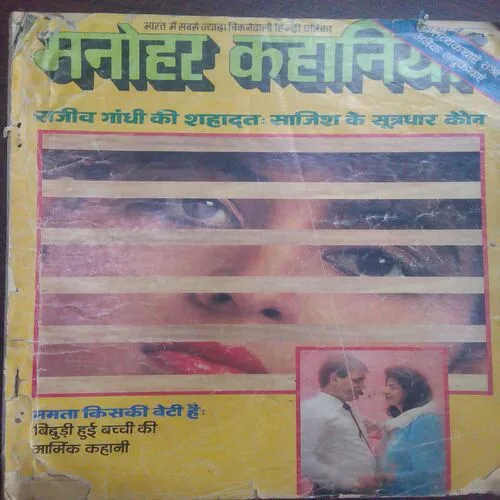 भारत में सबसे ज्यादा बिकनेवाली हिन्दी पत्रिका
मनोहर कहानियां
राजीव गांधी की शहादत: साजिश के सूत्रधार कौन
ममता किसकी बेटी है:
बिछुड़ी हुई बच्ची की
मार्मिक कहानी